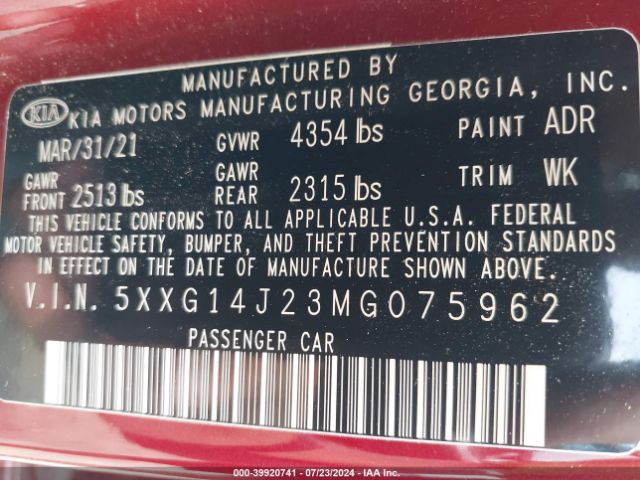 MANUFACTURED BY
KIA KIA MOTORS MANUFACTURING GEORGIA, INC.
MAR/31/21 GVWR 4354 lbs PAINT ADR
GAWR FRONT 2513 lbs GAWR REAR 2315 lbs TRIM WK
THIS VEHICLE CONFORMS TO ALL APPLICABLE U.S.A. FEDERAL
MOTOR VEHICLE SAFETY, BUMPER, AND THEFT PREVENTION STANDARDS
IN EFFECT ON THE DATE OF MANUFACTURE SHOWN ABOVE.
V.I.N. 5XXG14J23MG075962
PASSENGER CAR
000-39920741 / 07/23/2024 - IAA Inc.